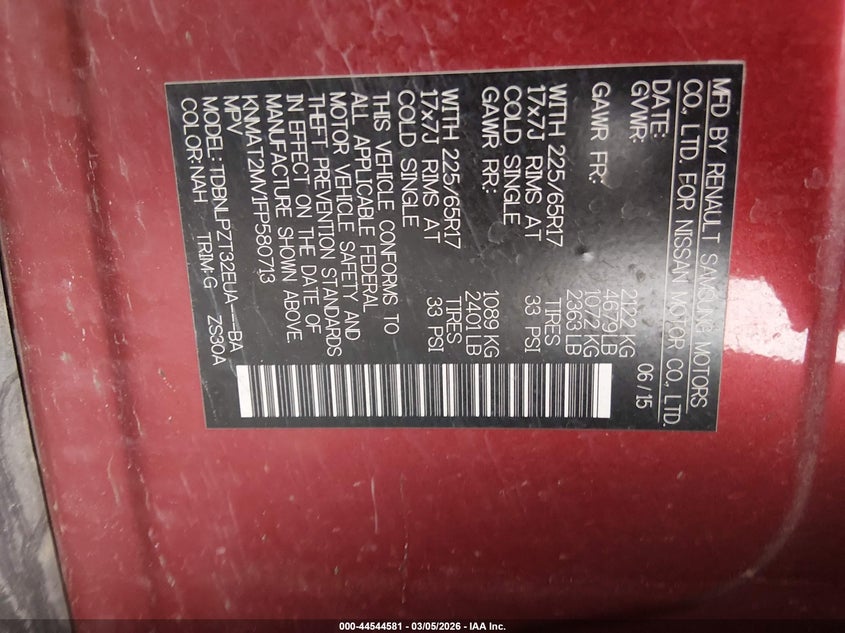 MFD BY RENAULT SAMSUNG MOTORS
CO., LTD. FOR NISSAN MOTOR CO., LTD.
DATE: 06/15
GVWR: 2122 KG
4679LB
GAWR FR: 1072 KG
2363 LB
WITH 225/65R17 TIRES
17x7J RIMS AT 33 PSI
COLD SINGLE
GAWR RR: 1089 KG
2401 LB
WITH 225/65R17 TIRES
17x7J RIMS AT 33 PSI
COLD SINGLE
THIS VEHICLE CONFORMS TO
ALL APPLICABLE FEDERAL
MOTOR VEHICLE SAFETY AND
THEFT PREVENTION STANDARDS
IN EFFECT ON THE DATE OF
MANUFACTURE SHOWN ABOVE.
KNMAT2MV1FP580713
MPV
MODEL: TDBNLPZT32EUA---BA
COLOR:NAH TRIM:G ZS30A
000-44544581 - 03/05/2026 - IAA Inc.